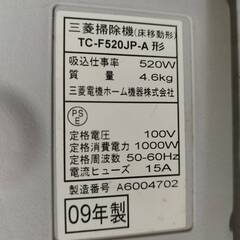 三菱掃除機(床移動形)
TC-F520JP-A 形
吸込仕事率 520W
質量 4.6kg
三菱電機ホーム機器株式会社
PSE
定格電圧 100V
定格消費電力 1000W
定格周波数 50-60Hz
電流ヒューズ 15A
製造番号 A6004702
09年製